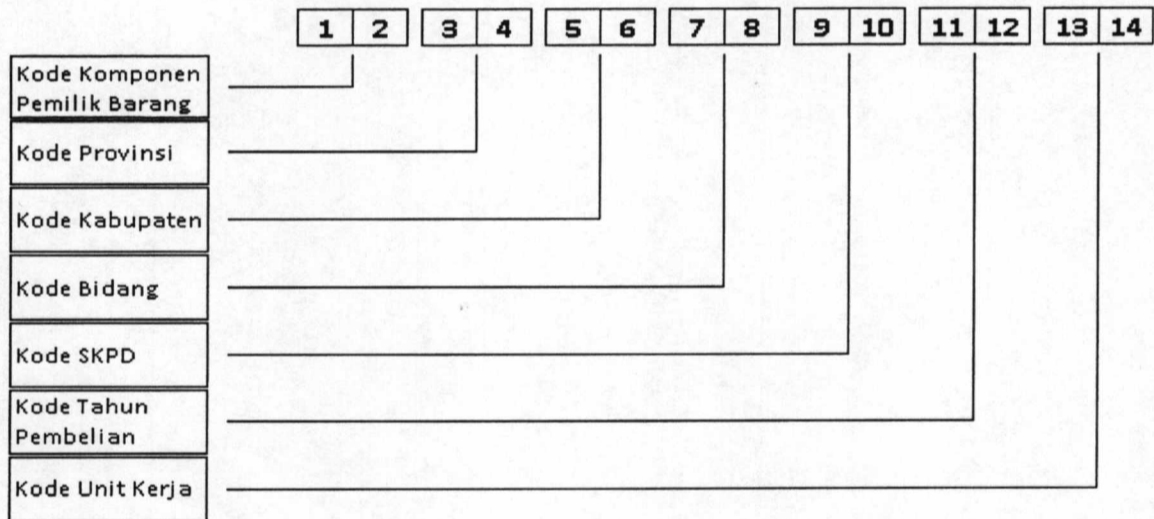 1 2 3 4 5 6 7 8 9 10 11 12 13 14
Kode Komponen
Pemilik Barang
Kode Provinsi
Kode Kabupaten
Kode Bidang
Kode SKPD
Kode Tahun
Pembelian
Kode Unit Kerja